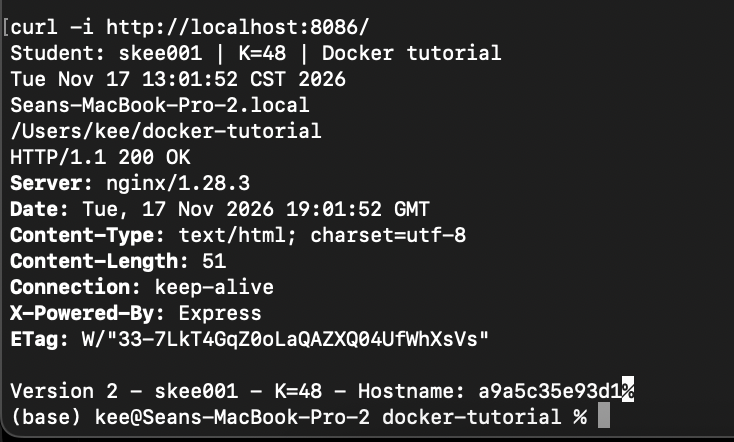 [curl -i http://localhost:8086/
Student: skee001 | K=48 | Docker tutorial
Tue Nov 17 13:01:52 CST 2026
Seans-MacBook-Pro-2.local
/Users/kee/docker-tutorial
HTTP/1.1 200 OK
Server: nginx/1.28.3
Date: Tue, 17 Nov 2026 19:01:52 GMT
Content-Type: text/html; charset=utf-8
Content-Length: 51
Connection: keep-alive
X-Powered-By: Express
ETag: W/"33-7LkT4GqZ0oLaQAZXQ04UfWhXsVs"

Version 2 - skee001 - K=48 - Hostname: a9a5c35e93d1%
(base) kee@Seans-MacBook-Pro-2 docker-tutorial %